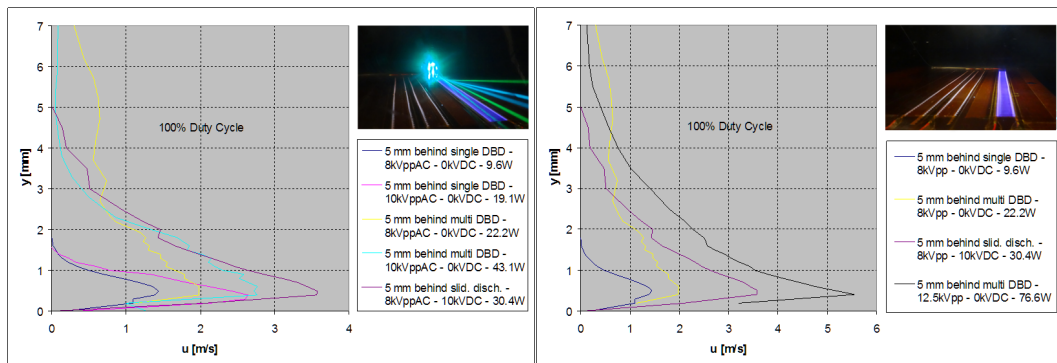 7
6
5
4
3
2
1
0
y [mm]
0
1
2
3
4
u [m/s]
100% Duty Cycle
5 mm behind single DBD -
8kVppAC - 0kVDC - 9.6W
5 mm behind single DBD -
10kVppAC - 0kVDC - 19.1W
5 mm behind multi DBD -
8kVppAC - 0kVDC - 22.2W
5 mm behind multi DBD -
10kVppAC - 0kVDC - 43.1W
5 mm behind slid. disch. -
8kVppAC - 10kVDC - 30.4W
7
6
5
4
3
2
1
0
y [mm]
0
1
2
3
4
5
6
u [m/s]
100% Duty Cycle
5 mm behind single DBD -
8kVpp - 0kVDC - 9.6W
5 mm behind multi DBD -
8kVpp - 0kVDC - 22.2W
5 mm behind slid. disch. -
8kVpp - 10kVDC - 30.4W
5 mm behind multi DBD -
12.5kVpp - 0kVDC - 76.6W